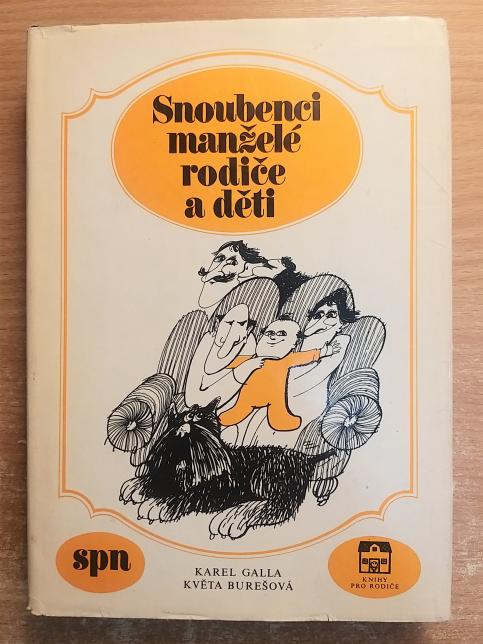 Snoubenci
manželé
rodiče
a děti
spn
KAREL GALLA
KVĚTA BUREŠOVÁ
KNIHY
PRO RODIČE